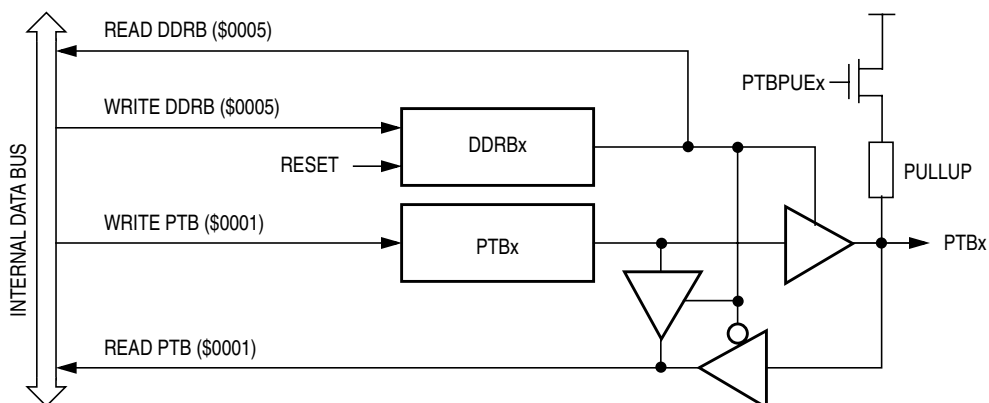 READ DDRB ($0005)
PTBPUEx
WRITE DDRB ($0005)
DDRBx
RESET
PULLUP
INTERNAL DATA BUS
WRITE PTB ($0001)
PTBx
PTBx
READ PTB ($0001)